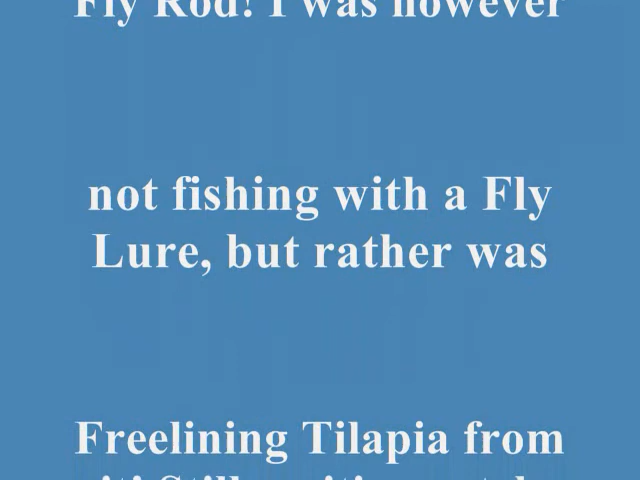 Fly Rod! I was however
not fishing with a Fly
Lure, but rather was
Freelining Tilapia from